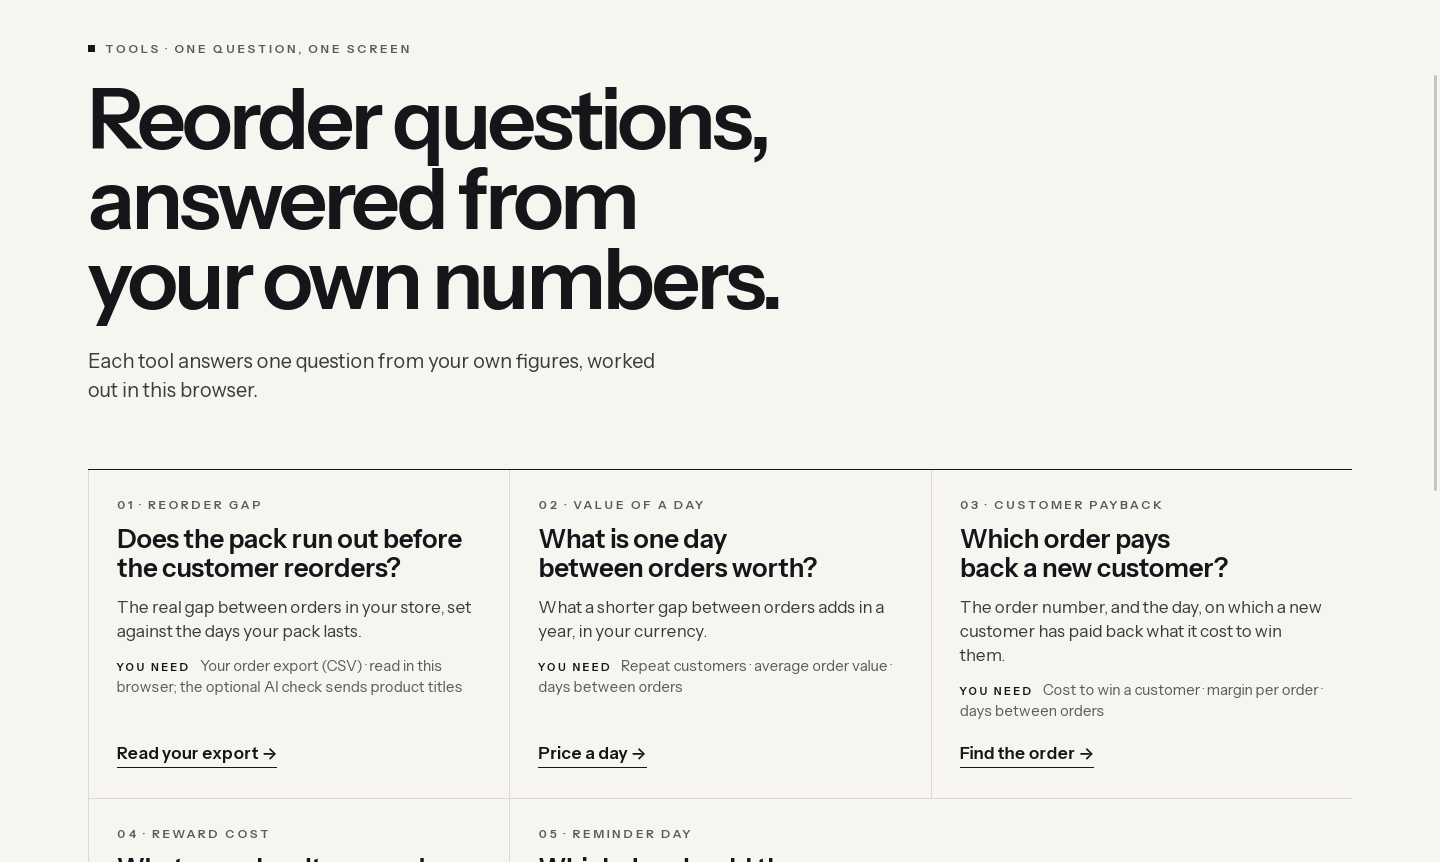 TOOLS · ONE QUESTION, ONE SCREEN
Reorder questions,
answered from
your own numbers.
Each tool answers one question from your own figures, worked
out in this browser.
01 · REORDER GAP
Does the pack run out before
the customer reorders?
The real gap between orders in your store, set
against the days your pack lasts.
YOU NEED Your order export (CSV) · read in this
browser; the optional AI check sends product titles
Read your export →
02 · VALUE OF A DAY
What is one day
between orders worth?
What a shorter gap between orders adds in a
year, in your currency.
YOU NEED Repeat customers · average order value ·
days between orders
Price a day →
03 · CUSTOMER PAYBACK
Which order pays
back a new customer?
The order number, and the day, on which a new
customer has paid back what it cost to win
them.
YOU NEED Cost to win a customer · margin per order ·
days between orders
Find the order →
04 · REWARD COST
05 · REMINDER DAY